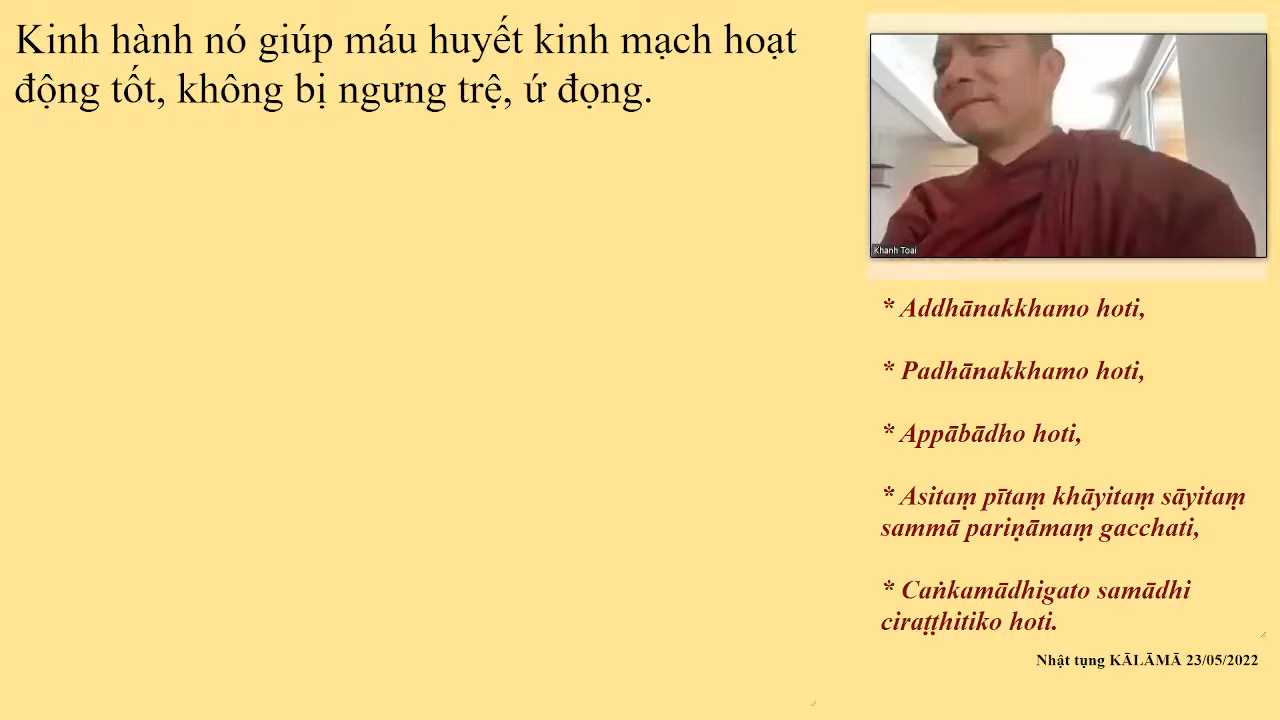 Kinh hành nó giúp máu huyết kinh mạch hoạt
động tốt, không bị ngưng trệ, ứ đọng.
Khanh Toai
* Addhānakkhamo hoti,
* Padhānakkhamo hoti,
* Appābādho hoti,
* Asitaṃ pītaṃ khāyitaṃ sāyitaṃ
sammā pariṇāmaṃ gacchati,
* Caṅkamādhigato samādhi
ciraṭṭhitiko hoti.
Nhật tụng KĀLĀMĀ 23/05/2022